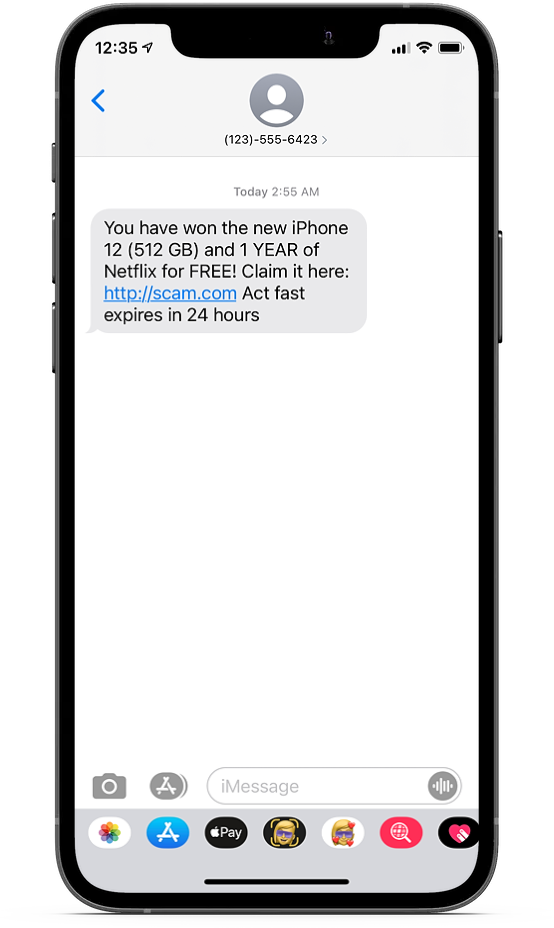 12:35
(123)-555-6423
Today 2:55 AM
You have won the new iPhone
12 (512 GB) and 1 YEAR of
Netflix for FREE! Claim it here:
http://scam.com Act fast
expires in 24 hours
iMessage
Pay